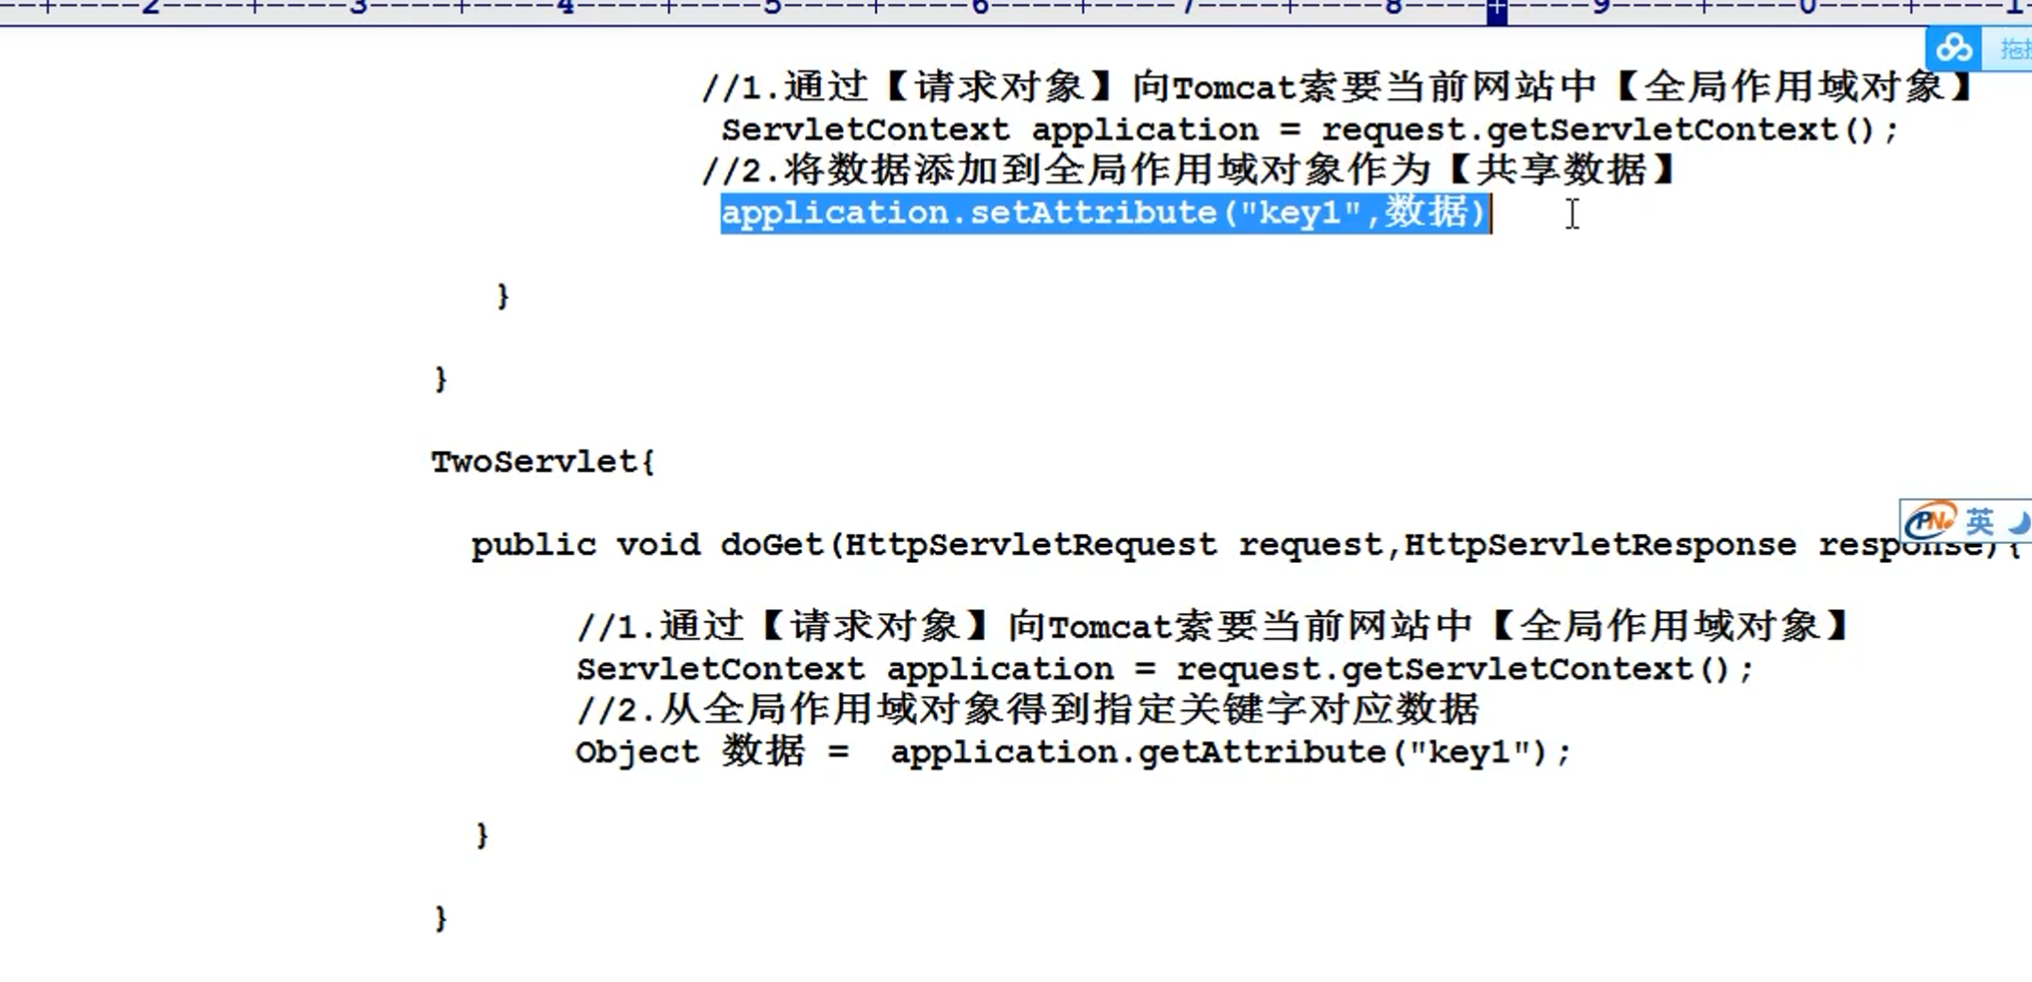 --+----2----+----3----+----4----+----5----+----6----+----7----+----8----+----9----+----0----+----1-
拖
//1.通过【请求对象】向Tomcat索要当前网站中【全局作用域对象】
ServletContext application = request.getServletContext();
//2.将数据添加到全局作用域对象作为【共享数据】
application.setAttribute("key1",数据)
}
}
TwoServlet{
英
public void doGet(HttpServletRequest request,HttpServletResponse response){
//1.通过【请求对象】向Tomcat索要当前网站中【全局作用域对象】
ServletContext application = request.getServletContext();
//2.从全局作用域对象得到指定关键字对应数据
Object 数据 =  application.getAttribute("key1");
}
}